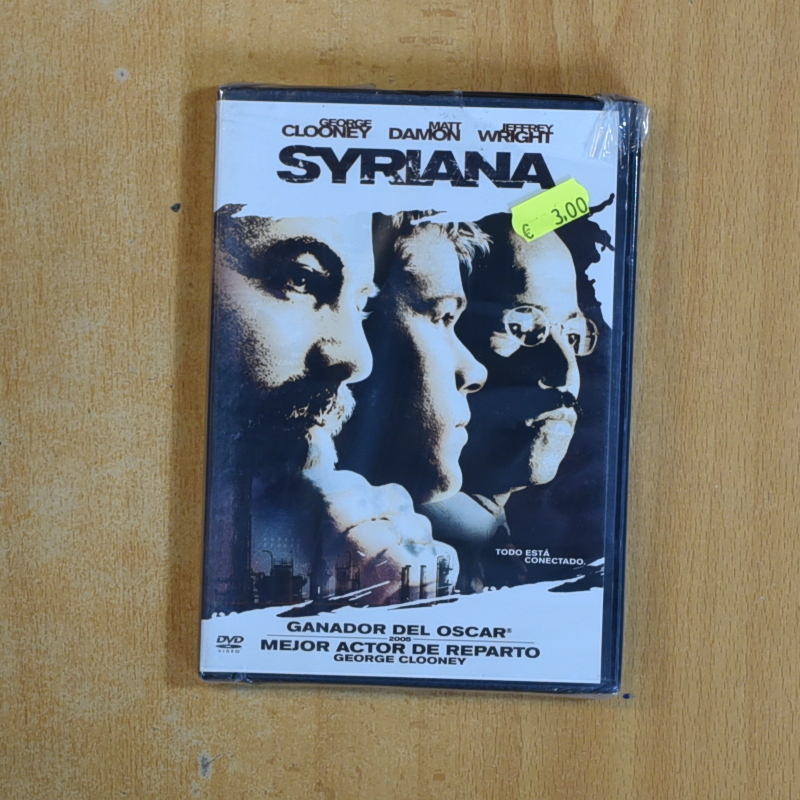 GEORGE CLOONEY MATT DAMON JEFFREY WRIGHT
SYRIANA
€ 3,00
TODO ESTÁ
CONECTADO.
GANADOR DEL OSCAR®
2005
MEJOR ACTOR DE REPARTO
GEORGE CLOONEY
DVD
VIDEO